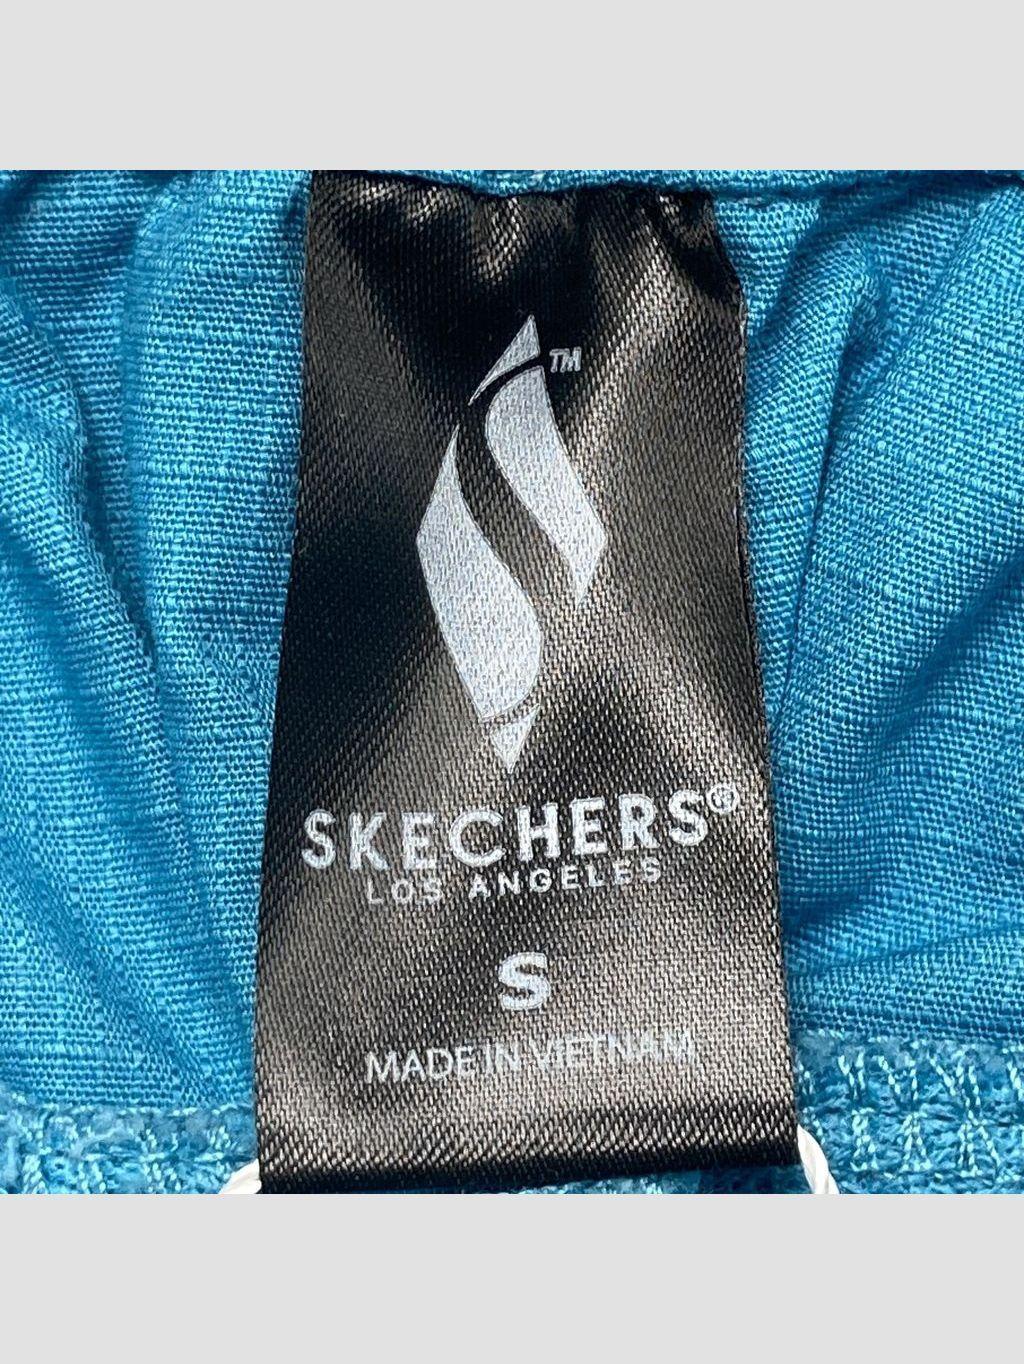 TM
SKECHERS®
LOS ANGELES
S
MADE IN VIETNAM